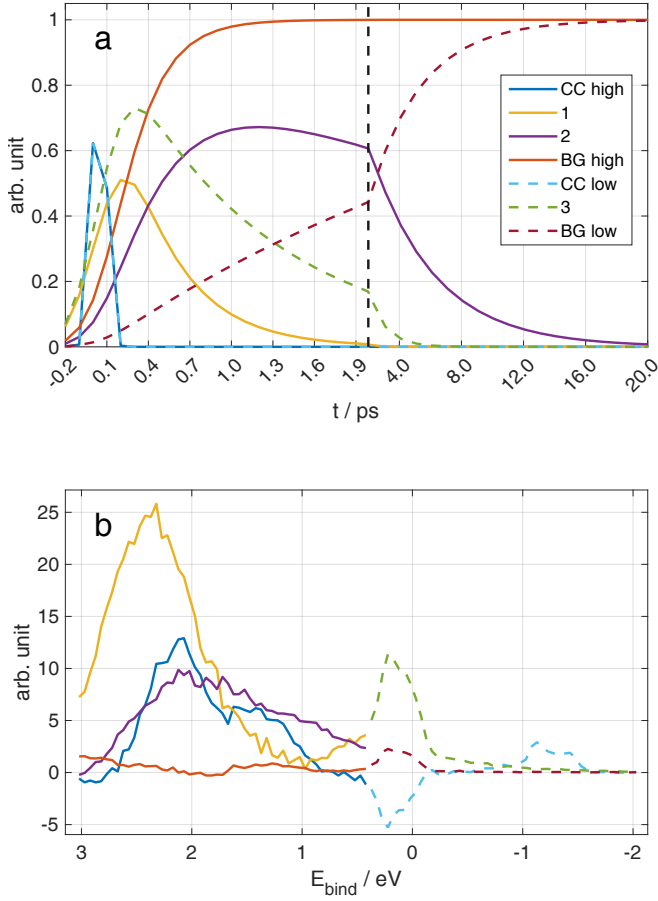 a
1
0.8
0.6
0.4
0.2
0
arb. unit
CC high
1
2
BG high
CC low
3
BG low
-0.2 0.1 0.4 0.7 1.0 1.3 1.6 1.9 4.0 8.0 12.0 16.0 20.0
t / ps
b
25
20
15
10
5
0
-5
arb. unit
3 2 1 0 -1 -2
E_bind / eV